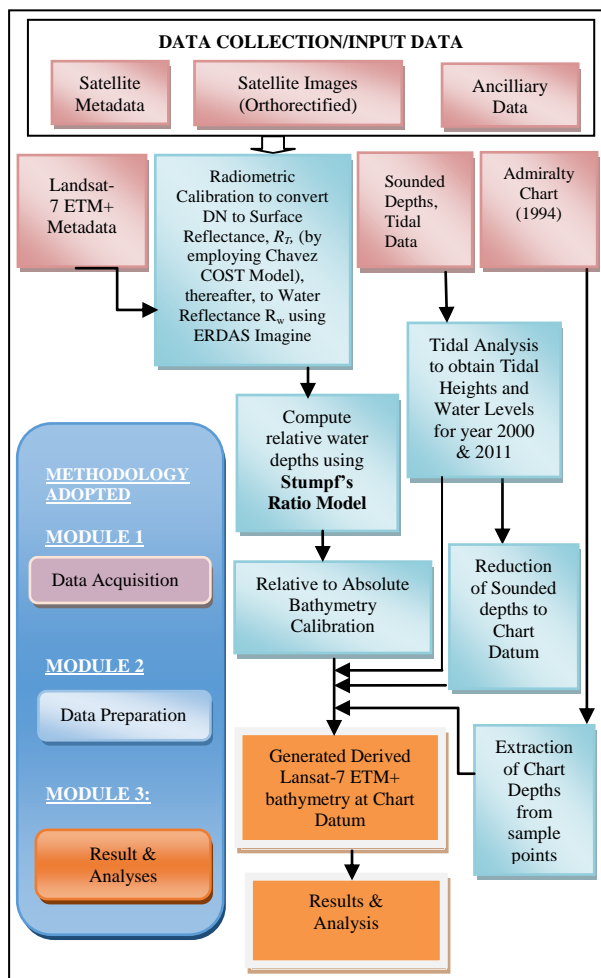 DATA COLLECTION/INPUT DATA
Satellite
Metadata
Satellite Images
(Orthorectified)
Ancilliary
Data
Landsat-
7 ETM+
Metadata
Radiometric
Calibration to convert
DN to Surface
Reflectance, R_T, (by
employing Chavez
COST Model),
thereafter, to Water
Reflectance R_w using
ERDAS Imagine
Sounded
Depths,
Tidal
Data
Admiralty
Chart
(1994)
Tidal Analysis
to obtain Tidal
Heights and
Water Levels
for year 2000
& 2011
Compute
relative water
depths using
Stumpf's
Ratio Model
Relative to Absolute
Bathymetry
Calibration
Reduction
of Sounded
depths to
Chart
Datum
METHODOLOGY
ADOPTED
MODULE 1
Data Acquisition
MODULE 2
Data Preparation
MODULE 3:
Result &
Analyses
Generated Derived
Lansat-7 ETM+
bathymetry at Chart
Datum
Extraction
of Chart
Depths
from
sample
points
Results &
Analysis